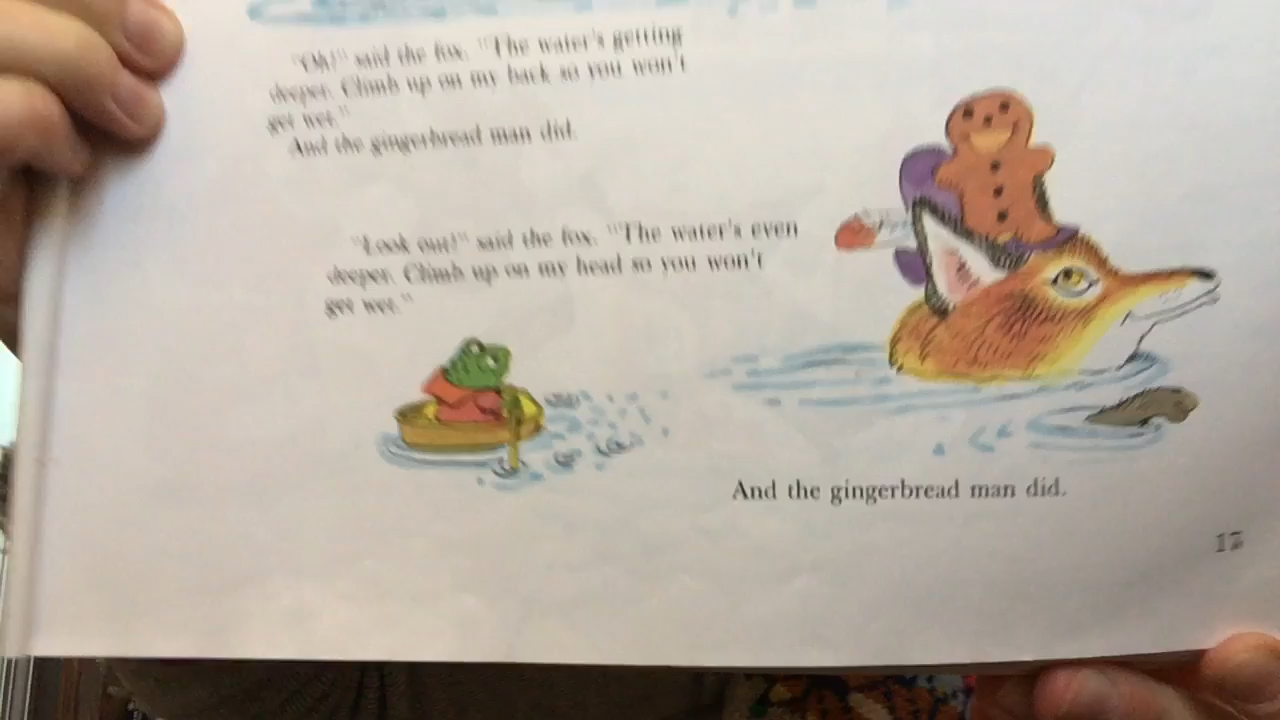 "Oh!" said the fox. "The water's getting
deeper. Climb up on my back so you won't
get wet."
And the gingerbread man did.
"Look out!" said the fox. "The water's even
deeper. Climb up on my head so you won't
get wet."
And the gingerbread man did.